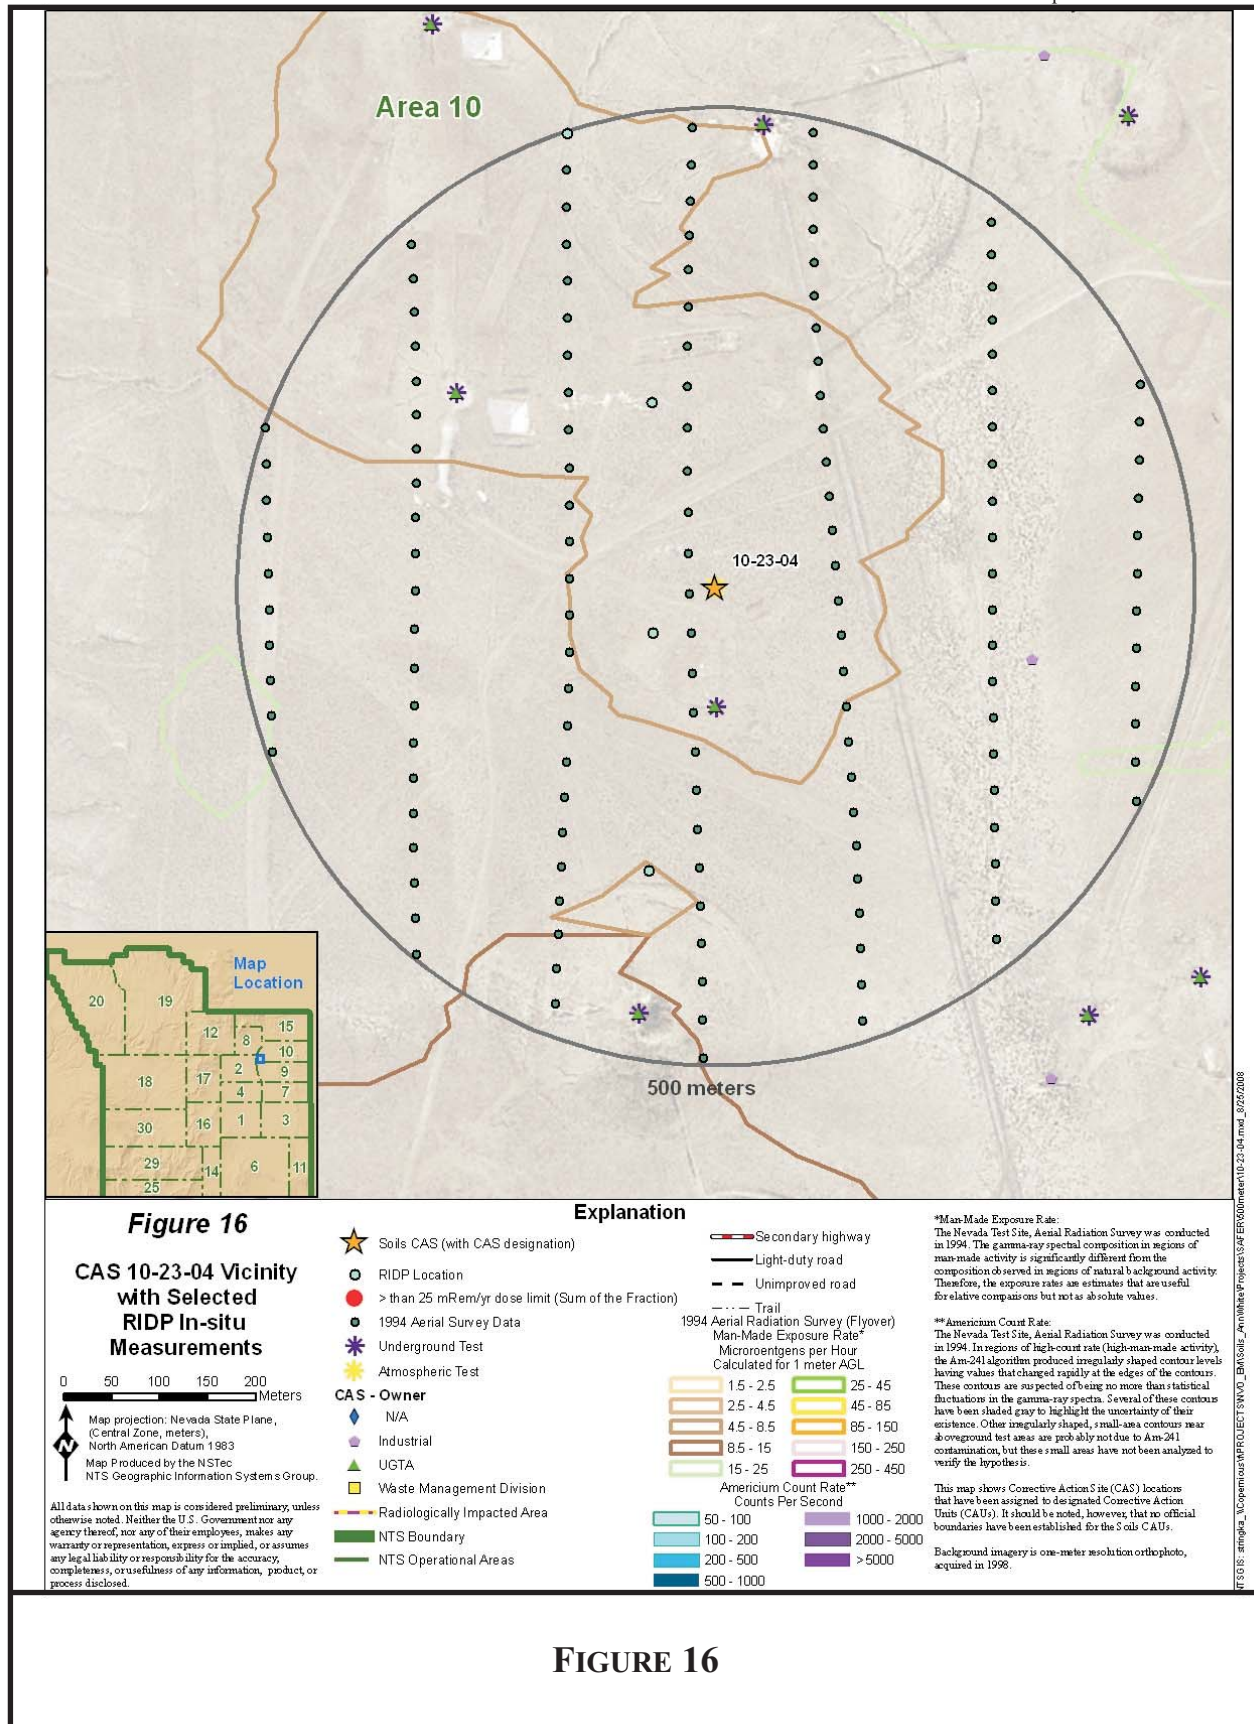 Area 10
10-23-04
500 meters
Map
Location
20
19
12
8
15
10
2
9
18
17
4
7
1
3
30
16
29
14
6
11
25
Figure 16
CAS 10-23-04 Vicinity
with Selected
RIDP In-situ
Measurements
0 50 100 150 200
Meters
N
Map projection: Nevada State Plane,
(Central Zone, meters),
North American Datum 1983
Map Produced by the NSTec
NTS Geographic Information Systems Group.
All data shown on this map is considered preliminary, unless
otherwise noted. Neither the U.S. Government nor any
agency thereof, nor any of their employees, makes any
warranty or representation, express or implied, or assumes
any legal liability or responsibility for the accuracy,
completeness, or usefulness of any information, product, or
process disclosed.
Explanation
Soils CAS (with CAS designation)
RIDP Location
> than 25 mRem/yr dose limit (Sum of the Fraction)
1994 Aerial Survey Data
Underground Test
Atmospheric Test
CAS - Owner
N/A
Industrial
UGTA
Waste Management Division
Radiologically Impacted Area
NTS Boundary
NTS Operational Areas
Secondary highway
Light-duty road
Unimproved road
Trail
1994 Aerial Radiation Survey (Flyover)
Man-Made Exposure Rate*
Microroentgens per Hour
Calculated for 1 meter AGL
1.5 - 2.5
25 - 45
2.5 - 4.5
45 - 85
4.5 - 8.5
85 - 150
8.5 - 15
150 - 250
15 - 25
250 - 450
Americium Count Rate**
Counts Per Second
50 - 100
1000 - 2000
100 - 200
2000 - 5000
200 - 500
>5000
500 - 1000
*Man-Made Exposure Rate:
The Nevada Test Site, Aerial Radiation Survey was conducted
in 1994. The gamma-ray spectral composition in regions of
man-made activity is significantly different from the
composition observed in regions of natural background activity.
Therefore, the exposure rates are estimates that are useful
for relative comparisons but not as absolute values.
**Americium Count Rate:
The Nevada Test Site, Aerial Radiation Survey was conducted
in 1994. In regions of high-count rate (high-man-made activity),
the Am-241 algorithm produced irregularly shaped contour levels
having values that changed rapidly at the edges of the contours.
These contours are suspected of being no more than statistical
fluctuations in the gamma-ray spectra. Several of these contours
have been shaded gray to highlight the uncertainty of their
existence. Other irregularly shaped, small-area contours near
aboveground test areas are probably not due to Am-241
contamination, but these small areas have not been analyzed to
verify the hypothesis.
This map shows Corrective Action Site (CAS) locations
that have been assigned to designated Corrective Action
Units (CAUs). It should be noted, however, that no official
boundaries have been established for the Soils CAUs.
Background imagery is one-meter resolution orthophoto,
acquired in 1998.
FIGURE 16